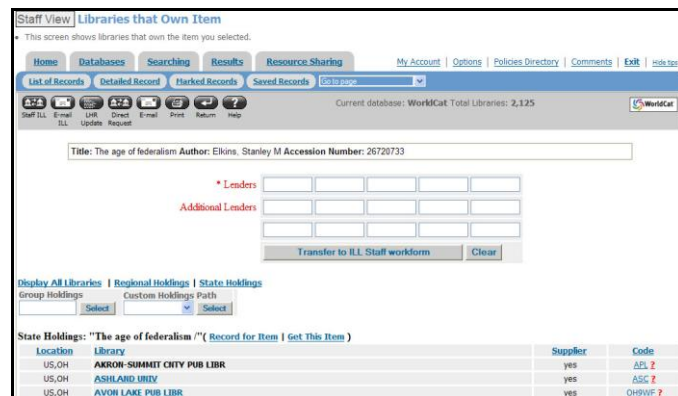 Staff View Libraries that Own Item
• This screen shows libraries that own the item you selected.
Home Databases Searching Results Resource Sharing My Account | Options | Policies Directory | Comments | Exit | Hide tips
List of Records Detailed Record Marked Records Saved Records Go to page
Staff ILL E-mail ILL LHR Update Direct Request E-mail Print Return Help
Current database: WorldCat Total Libraries: 2,125
WorldCat
Title: The age of federalism Author: Elkins, Stanley M Accession Number: 26720733
* Lenders
Additional Lenders
Transfer to ILL Staff workform Clear
Display All Libraries | Regional Holdings | State Holdings
Group Holdings Custom Holdings Path
Select Select
State Holdings: "The age of federalism /"( Record for Item | Get This Item )
Location Library Supplier Code
US,OH AKRON-SUMMIT CNTY PUB LIBR yes APL ?
US,OH ASHLAND UNIV yes ASC ?
US,OH AVON LAKE PUB LIBR yes OH9WF ?